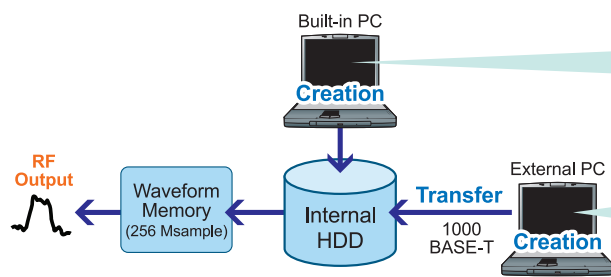 Built-in PC
Creation
RF
Output
Waveform
Memory
(256 Msample)
Internal
HDD
Transfer
1000
BASE-T
External PC
Creation